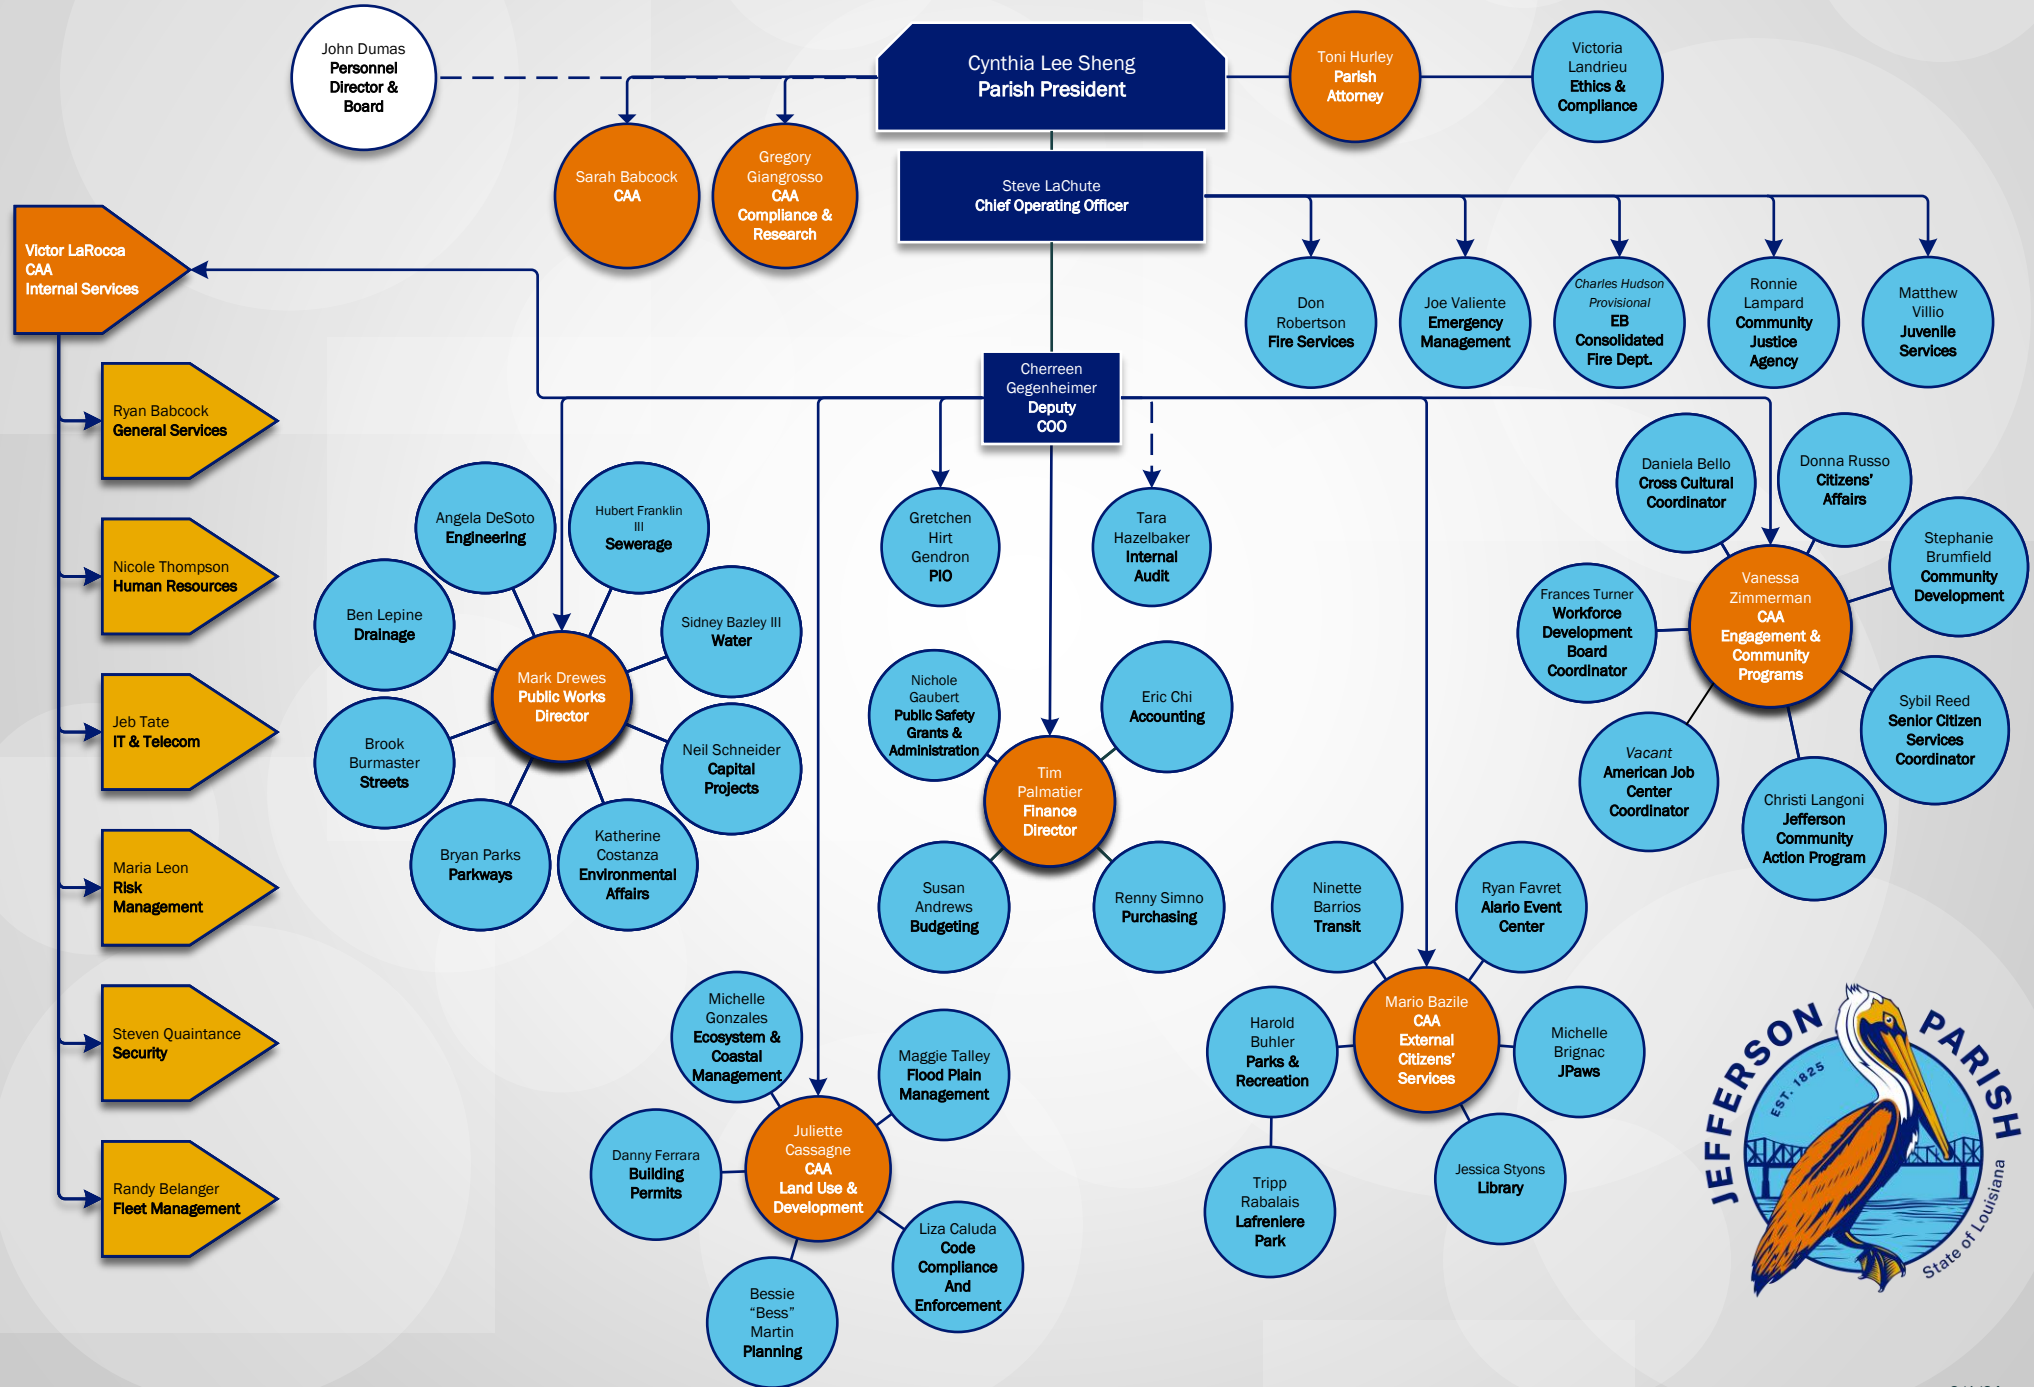 John Dumas
Personnel
Director &
Board
Cynthia Lee Sheng
Parish President
Toni Hurley
Parish
Attorney
Victoria
Landrieu
Ethics &
Compliance
Sarah Babcock
CAA
Gregory
Giangrosso
CAA
Compliance &
Research
Steve LaChute
Chief Operating Officer
Victor LaRocca
CAA
Internal Services
Don
Robertson
Fire Services
Joe Valiente
Emergency
Management
Charles Hudson
Provisional
EB
Consolidated
Fire Dept.
Ronnie
Lampard
Community
Justice
Agency
Matthew
Villio
Juvenile
Services
Cherreen
Gegenheimer
Deputy
COO
Ryan Babcock
General Services
Nicole Thompson
Human Resources
Jeb Tate
IT & Telecom
Maria Leon
Risk
Management
Steven Quaintance
Security
Randy Belanger
Fleet Management
Angela DeSoto
Engineering
Hubert Franklin
III
Sewerage
Ben Lepine
Drainage
Sidney Bazley III
Water
Mark Drewes
Public Works
Director
Brook
Burmaster
Streets
Neil Schneider
Capital
Projects
Bryan Parks
Parkways
Katherine
Costanza
Environmental
Affairs
Gretchen
Hirt
Gendron
PIO
Tara
Hazelbaker
Internal
Audit
Nichole
Gaubert
Public Safety
Grants &
Administration
Eric Chi
Accounting
Tim
Palmatier
Finance
Director
Susan
Andrews
Budgeting
Renny Simno
Purchasing
Daniela Bello
Cross Cultural
Coordinator
Donna Russo
Citizens'
Affairs
Stephanie
Brumfield
Community
Development
Frances Turner
Workforce
Development
Board
Coordinator
Vanessa
Zimmerman
CAA
Engagement &
Community
Programs
Sybil Reed
Senior Citizen
Services
Coordinator
Vacant
American Job
Center
Coordinator
Christi Langoni
Jefferson
Community
Action Program
Michelle
Gonzales
Ecosystem &
Coastal
Management
Maggie Talley
Flood Plain
Management
Danny Ferrara
Building
Permits
Juliette
Cassagne
CAA
Land Use &
Development
Liza Caluda
Code
Compliance
And
Enforcement
Bessie
“Bess”
Martin
Planning
Ninette
Barrios
Transit
Ryan Favret
Alario Event
Center
Harold
Buhler
Parks &
Recreation
Mario Bazile
CAA
External
Citizens'
Services
Michelle
Brignac
JPaws
Tripp
Rabalais
Lafreniere
Park
Jessica Styons
Library
JEFFERSON PARISH
EST. 1825
State of Louisiana